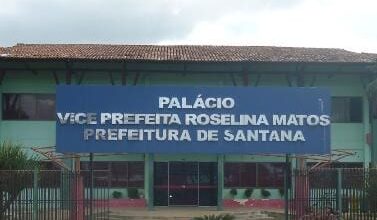 PALÁCIO
VICE PREFEITA ROSELINA MATOS
PREFEITURA DE SANTANA